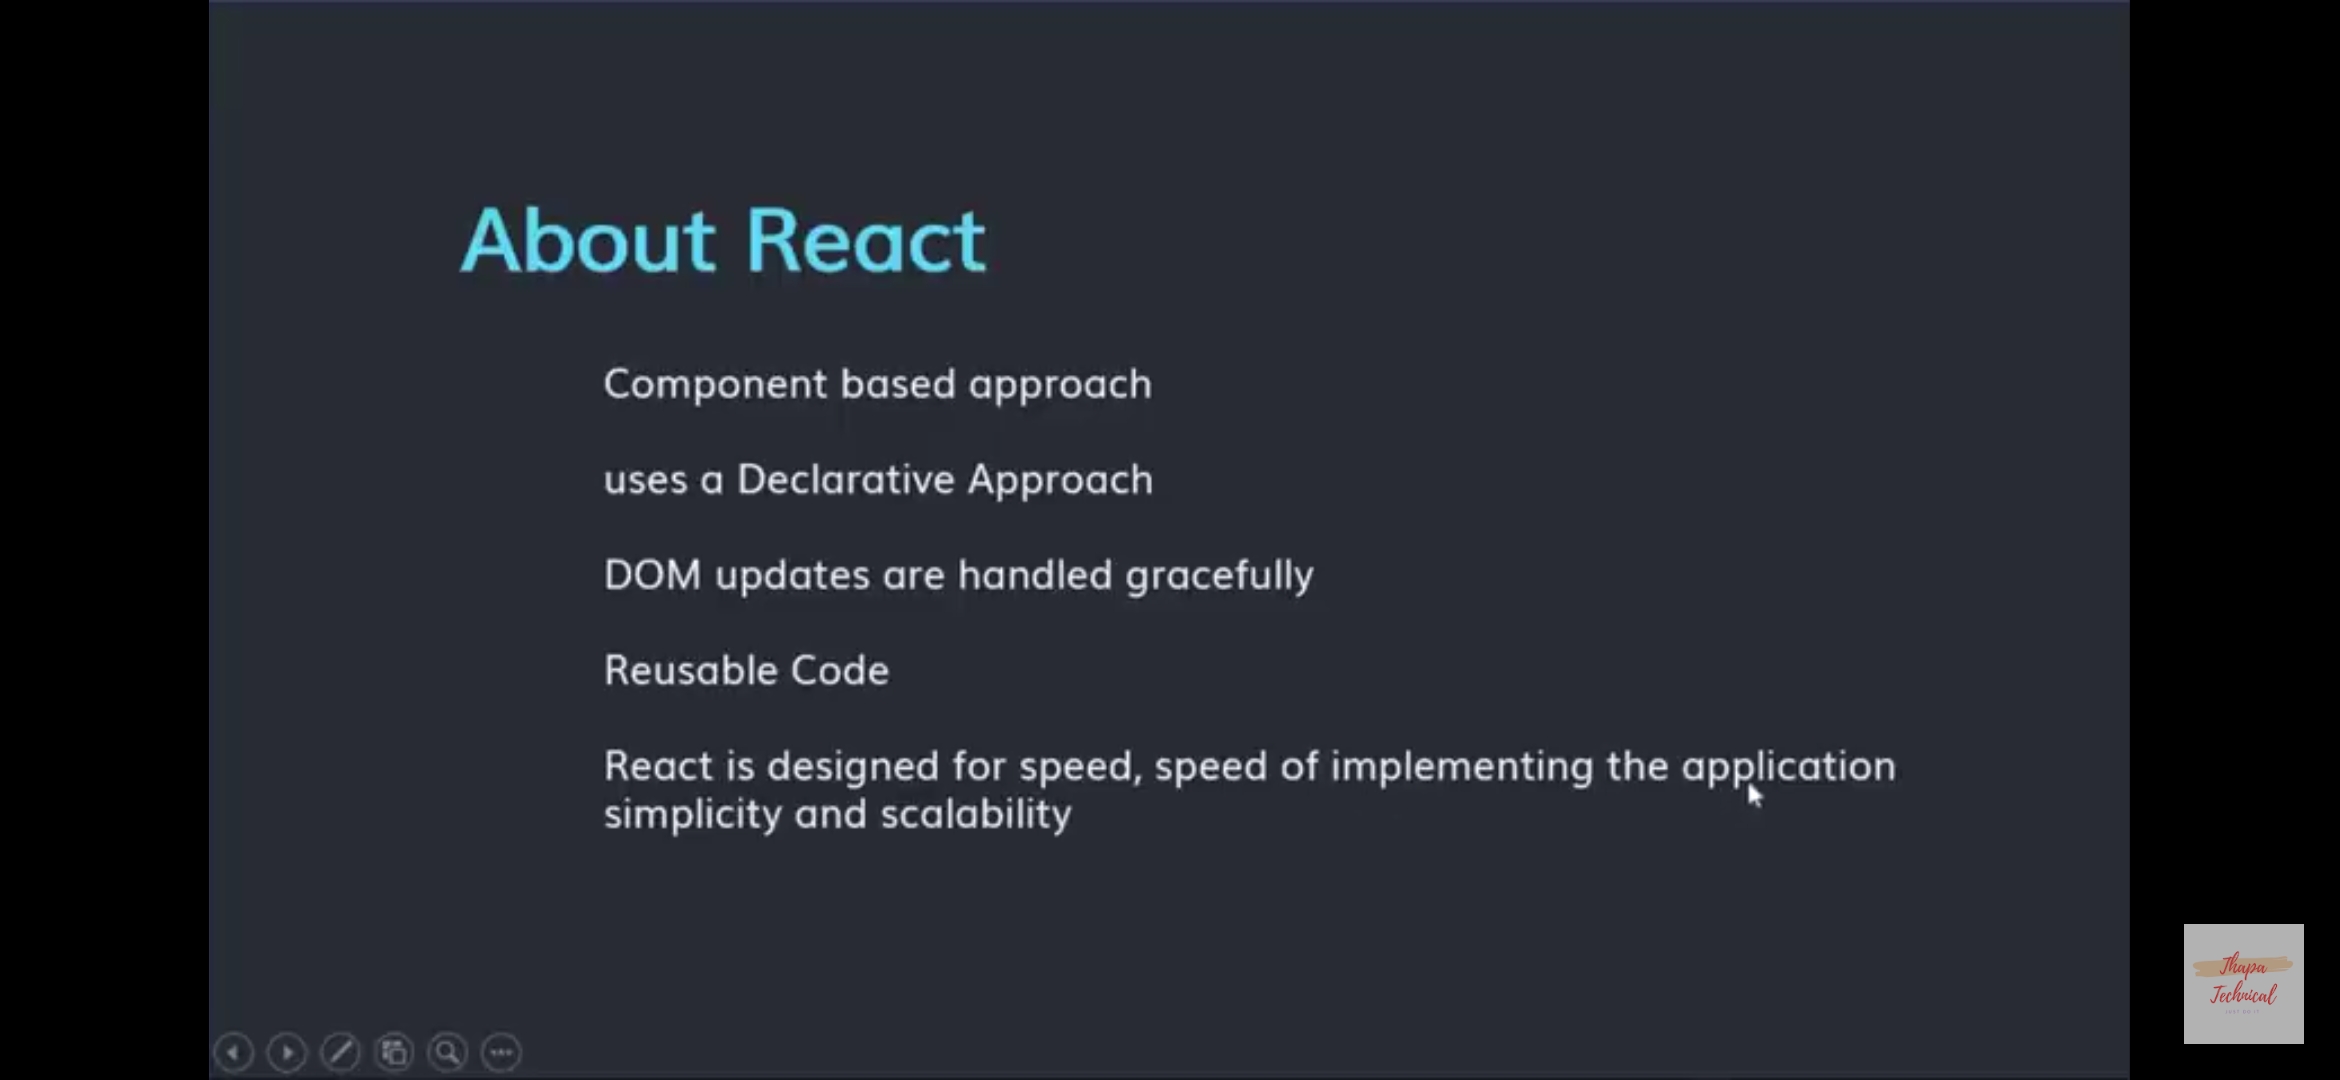 About React
Component based approach
uses a Declarative Approach
DOM updates are handled gracefully
Reusable Code
React is designed for speed, speed of implementing the application
simplicity and scalability
Thapa
Technical